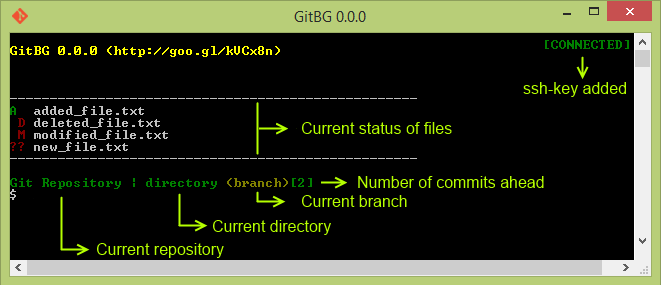 GitBG 0.0.0
GitBG 0.0.0 (http://goo.gl/kVCx8n)
[CONNECTED]
ssh-key added
A added_file.txt
D deleted_file.txt
M modified_file.txt
?? new_file.txt
Current status of files
Git Repository | directory (branch)[2]
Number of commits ahead
$
Current branch
Current directory
Current repository